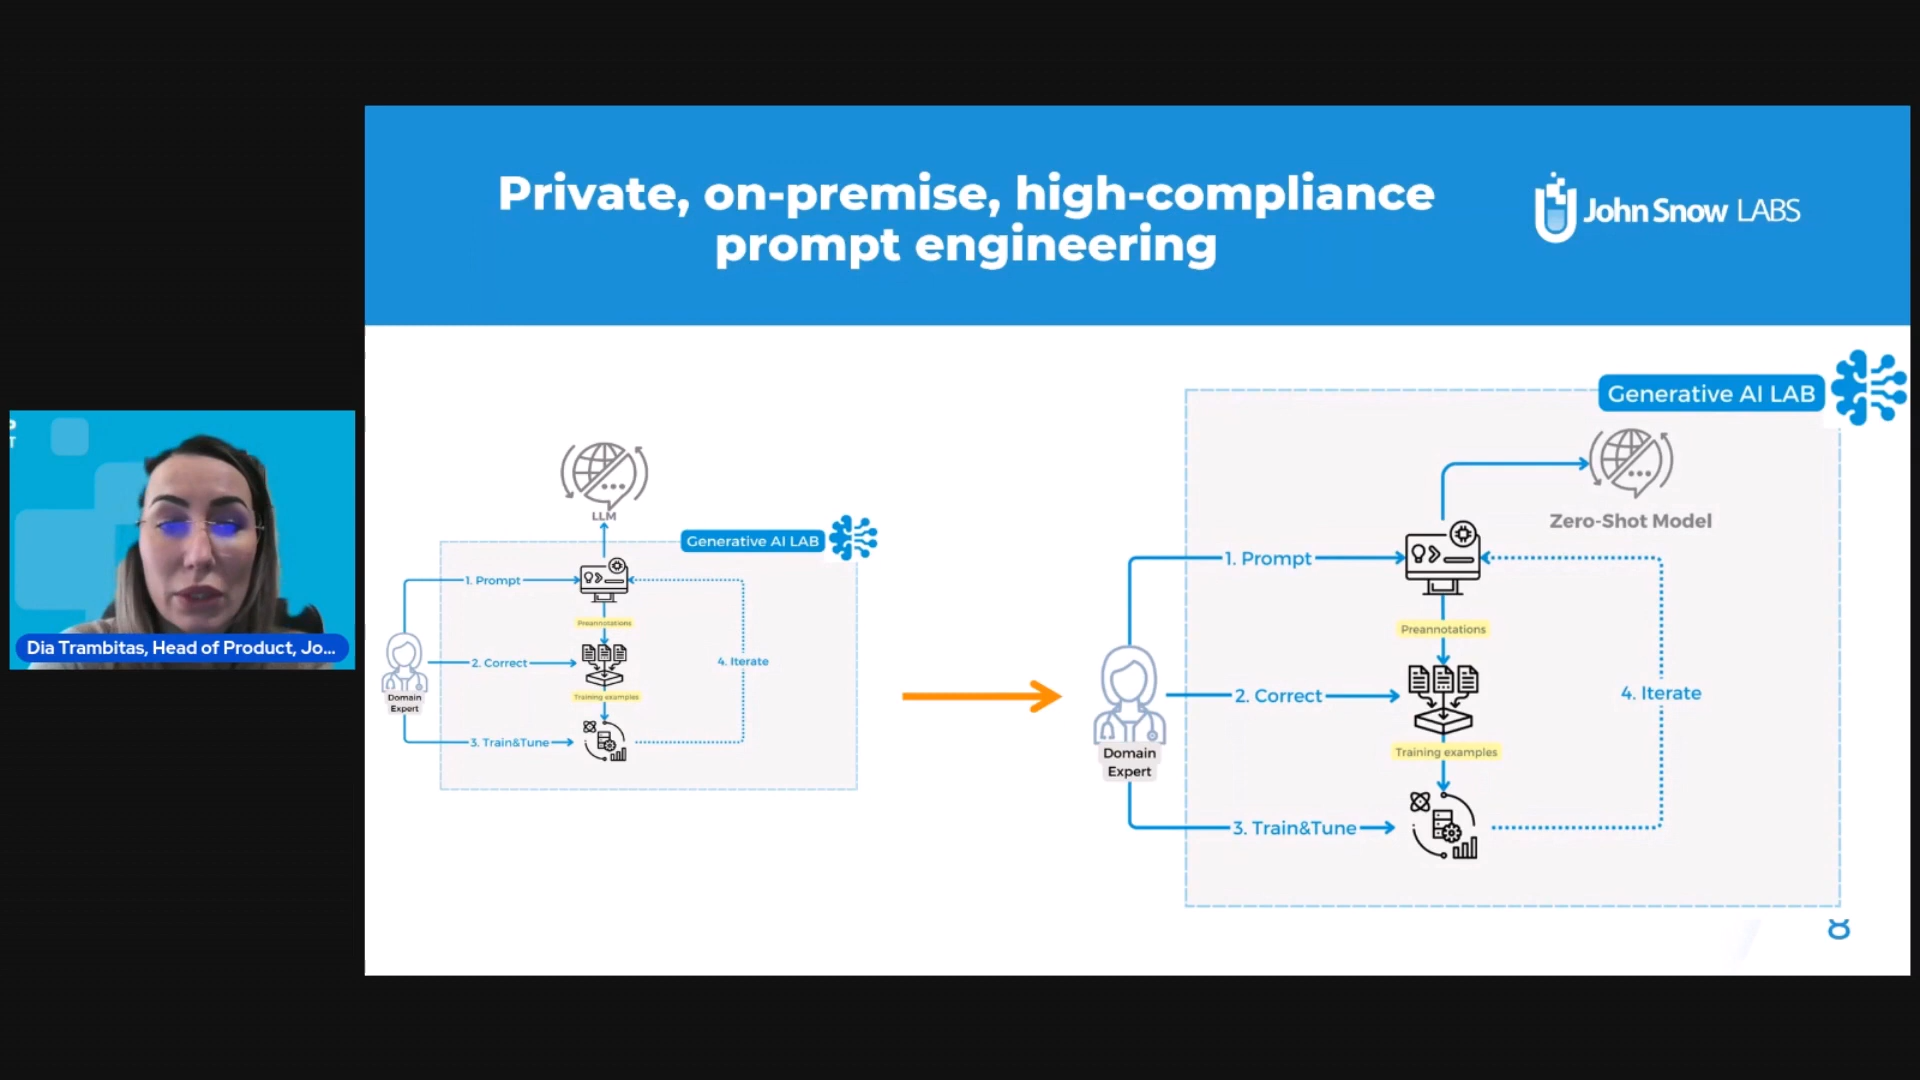 Private, on-premise, high-compliance
prompt engineering
John Snow LABS
Dia Trambitas, Head of Product, Jo...
LLM
Generative AI LAB
1. Prompt
Preannotations
2. Correct
4. Iterate
Domain
Expert
Training examples
3. Train&Tune
Generative AI LAB
Zero-Shot Model
1. Prompt
Preannotations
2. Correct
4. Iterate
Domain
Expert
Training examples
3. Train&Tune
8